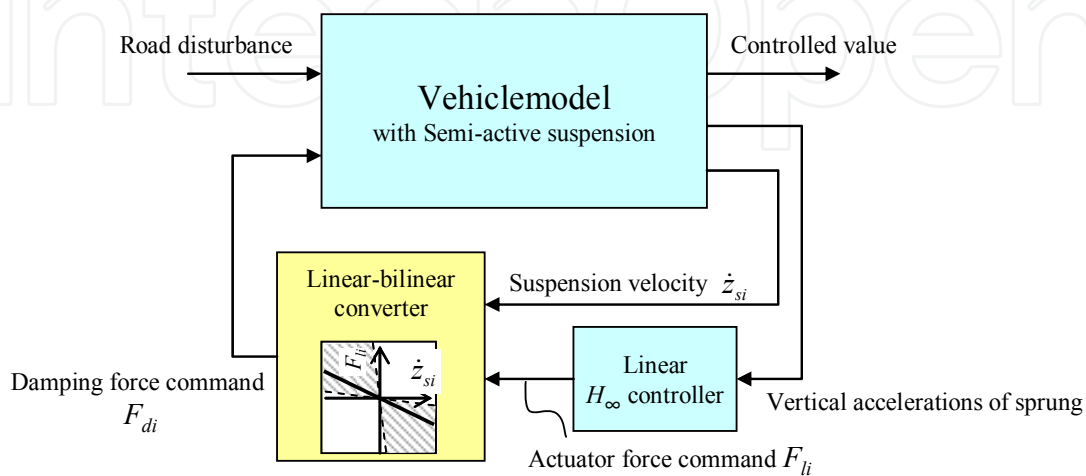 IntechOpen
Road disturbance
Controlled value
Vehiclemodel
with Semi-active suspension
Linear-bilinear
converter
Suspension velocity ż_si
F_li
ż_si
Linear
H∞ controller
Damping force command
F_di
Vertical accelerations of sprung
Actuator force command F_li